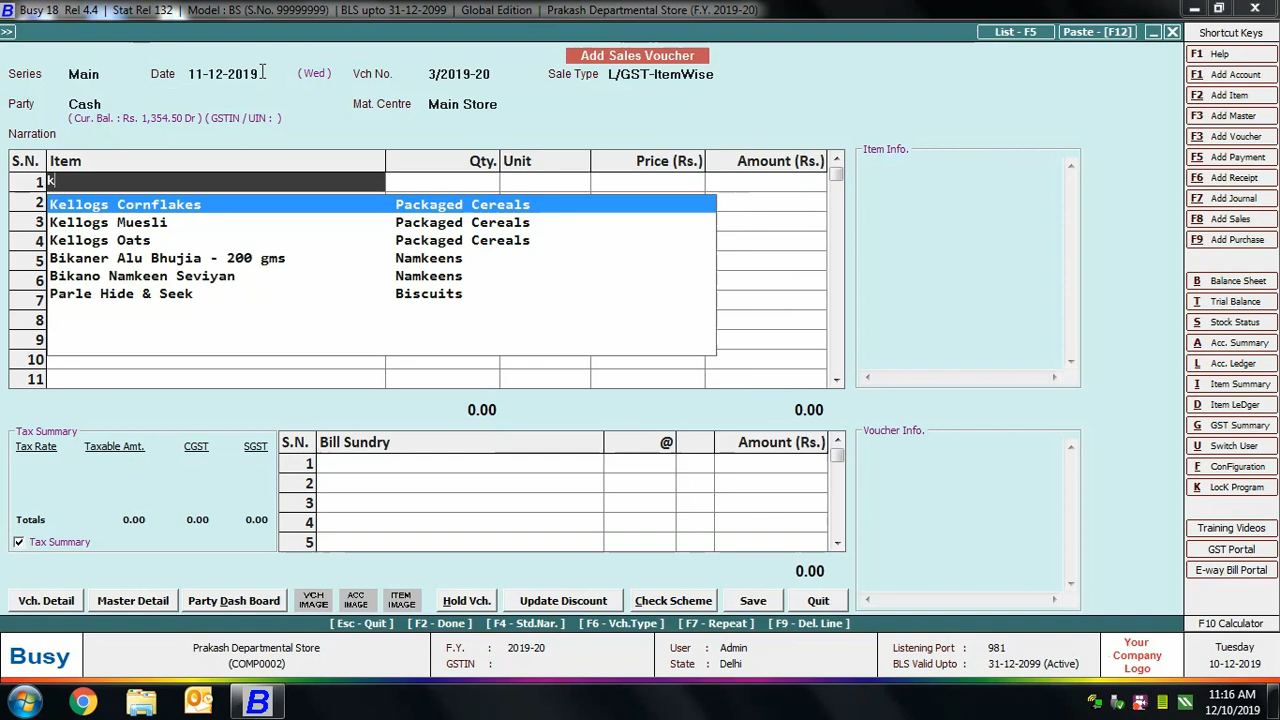 Busy 18 Rel 4.4 | Stat Rel 132 | Model : BS (S.No. 99999999) | BLS upto 31-12-2099 | Global Edition | Prakash Departmental Store (F.Y. 2019-20)
>> List - F5 Paste - [F12]
Add Sales Voucher
Series Main Date 11-12-2019 (Wed) Vch No. 3/2019-20 Sale Type L/GST-ItemWise
Party Cash Mat. Centre Main Store
( Cur. Bal. : Rs. 1,354.50 Dr ) ( GSTIN / UIN : )
Narration
S.N. Item Qty. Unit Price (Rs.) Amount (Rs.)
1 k
2 Kellogs Cornflakes Packaged Cereals
3 Kellogs Muesli Packaged Cereals
4 Kellogs Oats Packaged Cereals
5 Bikaner Alu Bhujia - 200 gms Namkeens
6 Bikano Namkeen Seviyan Namkeens
7 Parle Hide & Seek Biscuits
8
9
10
11
0.00 0.00
Item Info.
Tax Summary
Tax Rate Taxable Amt. CGST SGST
Totals 0.00 0.00 0.00
Tax Summary
S.N. Bill Sundry @ Amount (Rs.)
1
2
3
4
5
0.00
Voucher Info.
Vch. Detail Master Detail Party Dash Board VCH IMAGE ACC IMAGE ITEM IMAGE Hold Vch. Update Discount Check Scheme Save Quit
[ Esc - Quit ] [ F2 - Done ] [ F4 - Std.Nar. ] [ F6 - Vch.Type ] [ F7 - Repeat ] [ F9 - Del. Line ]
Shortcut Keys
F1 Help
F1 Add Account
F2 Add Item
F3 Add Master
F3 Add Voucher
F5 Add Payment
F6 Add Receipt
F7 Add Journal
F8 Add Sales
F9 Add Purchase
B Balance Sheet
T Trial Balance
S Stock Status
A Acc. Summary
L Acc. Ledger
I Item Summary
D Item LeDger
G GST Summary
U Switch User
F ConFiguration
K LocK Program
Training Videos
GST Portal
E-way Bill Portal
F10 Calculator
Busy
Prakash Departmental Store
(COMP0002)
F.Y. : 2019-20
GSTIN :
User : Admin
State : Delhi
Listening Port : 981
BLS Valid Upto : 31-12-2099 (Active)
Your
Company
Logo
Tuesday
10-12-2019
B
11:16 AM
12/10/2019